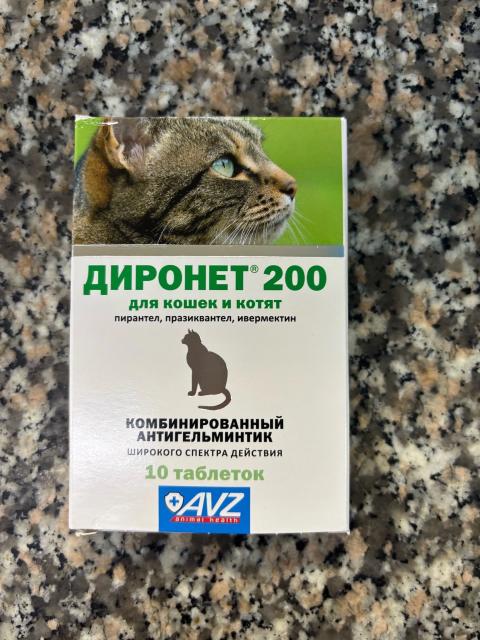 ДИРОНЕТ® 200
для кошек и котят
пирантел, празиквантел, ивермектин
КОМБИНИРОВАННЫЙ
АНТИГЕЛЬМИНТИК
ШИРОКОГО СПЕКТРА ДЕЙСТВИЯ
10 таблеток
AVZ
animal health